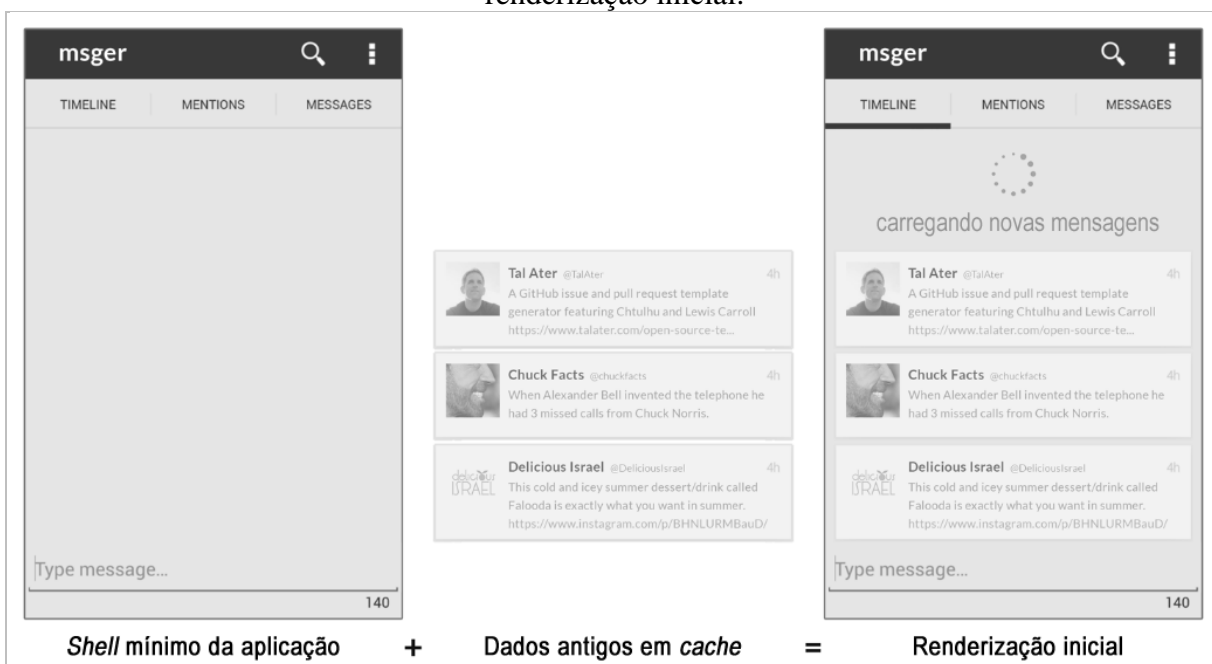 renderização inicial.
msger
TIMELINE MENTIONS MESSAGES
Type message...
140
Tal Ater @TalAter 4h
A GitHub issue and pull request template
generator featuring Chtulhu and Lewis Carroll
https://www.talater.com/open-source-te...
Chuck Facts @chuckfacts 4h
When Alexander Bell invented the telephone he
had 3 missed calls from Chuck Norris.
delicious
ISRAEL
Delicious Israel @DeliciousIsrael 4h
This cold and icey summer dessert/drink called
Falooda is exactly what you want in summer.
https://www.instagram.com/p/BHNLURMBauD/
msger
TIMELINE MENTIONS MESSAGES
carregando novas mensagens
Tal Ater @TalAter 4h
A GitHub issue and pull request template
generator featuring Chtulhu and Lewis Carroll
https://www.talater.com/open-source-te...
Chuck Facts @chuckfacts 4h
When Alexander Bell invented the telephone he
had 3 missed calls from Chuck Norris.
delicious
ISRAEL
Delicious Israel @DeliciousIsrael 4h
This cold and icey summer dessert/drink called
Falooda is exactly what you want in summer.
https://www.instagram.com/p/BHNLURMBauD/
Type message...
140
Shell mínimo da aplicação + Dados antigos em cache = Renderização inicial